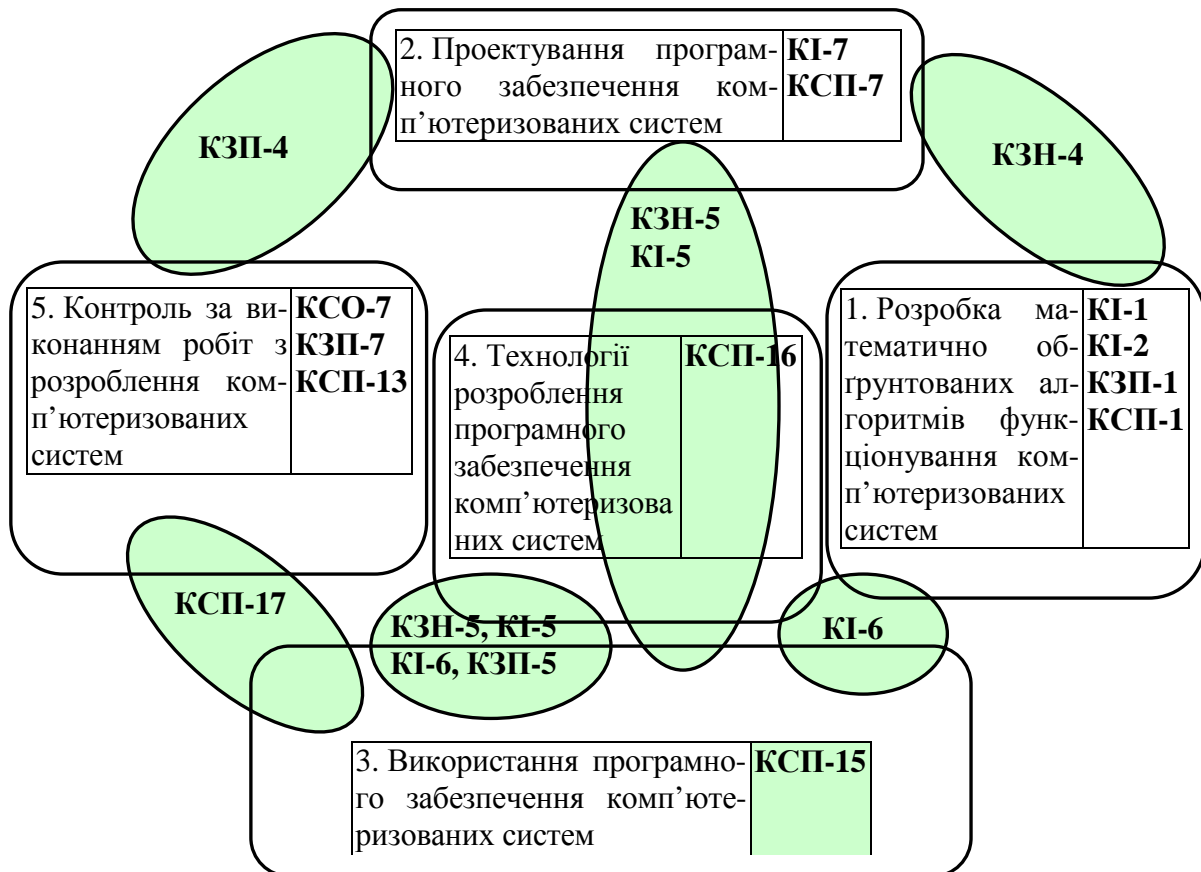 2. Проектування програм-
ного забезпечення ком-
п’ютеризованих систем
КІ-7
КСП-7
КЗП-4
КЗН-4
КЗН-5
КІ-5
5. Контроль за ви-
конанням робіт з
розроблення ком-
п’ютеризованих
систем
КСО-7
КЗП-7
КСП-13
4. Технології
розроблення
програмного
забезпечення
комп’ютеризова
них систем
КСП-16
1. Розробка ма-
тематично об-
ґрунтованих ал-
горитмів функ-
ціонування ком-
п’ютеризованих
систем
КІ-1
КІ-2
КЗП-1
КСП-1
КСП-17
КЗН-5, КІ-5
КІ-6, КЗП-5
КІ-6
3. Використання програмно-
го забезпечення комп’юте-
ризованих систем
КСП-15